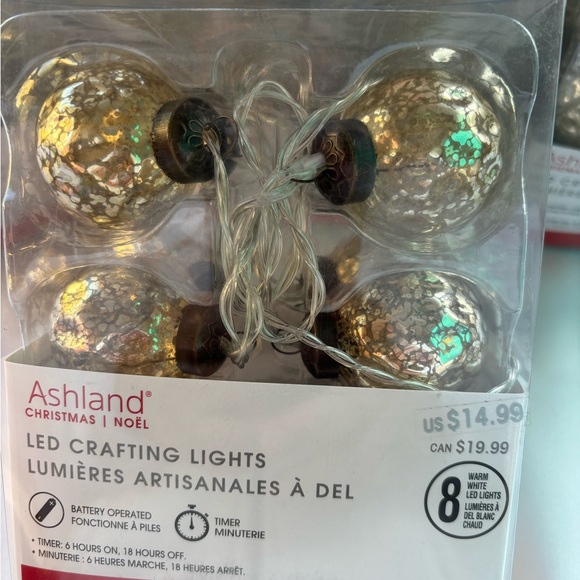 Ashland®
CHRISTMAS | NOËL
LED CRAFTING LIGHTS
LUMIÈRES ARTISANALES À DEL
BATTERY OPERATED
FONCTIONNE À PILES
TIMER
MINUTERIE
• TIMER: 6 HOURS ON, 18 HOURS OFF.
• MINUTERIE : 6 HEURES MARCHE, 18 HEURES ARRÊT.
US $14.99
CAN $19.99
8
WARM
WHITE
LED LIGHTS
LUMIÈRES À
DEL BLANC
CHAUD